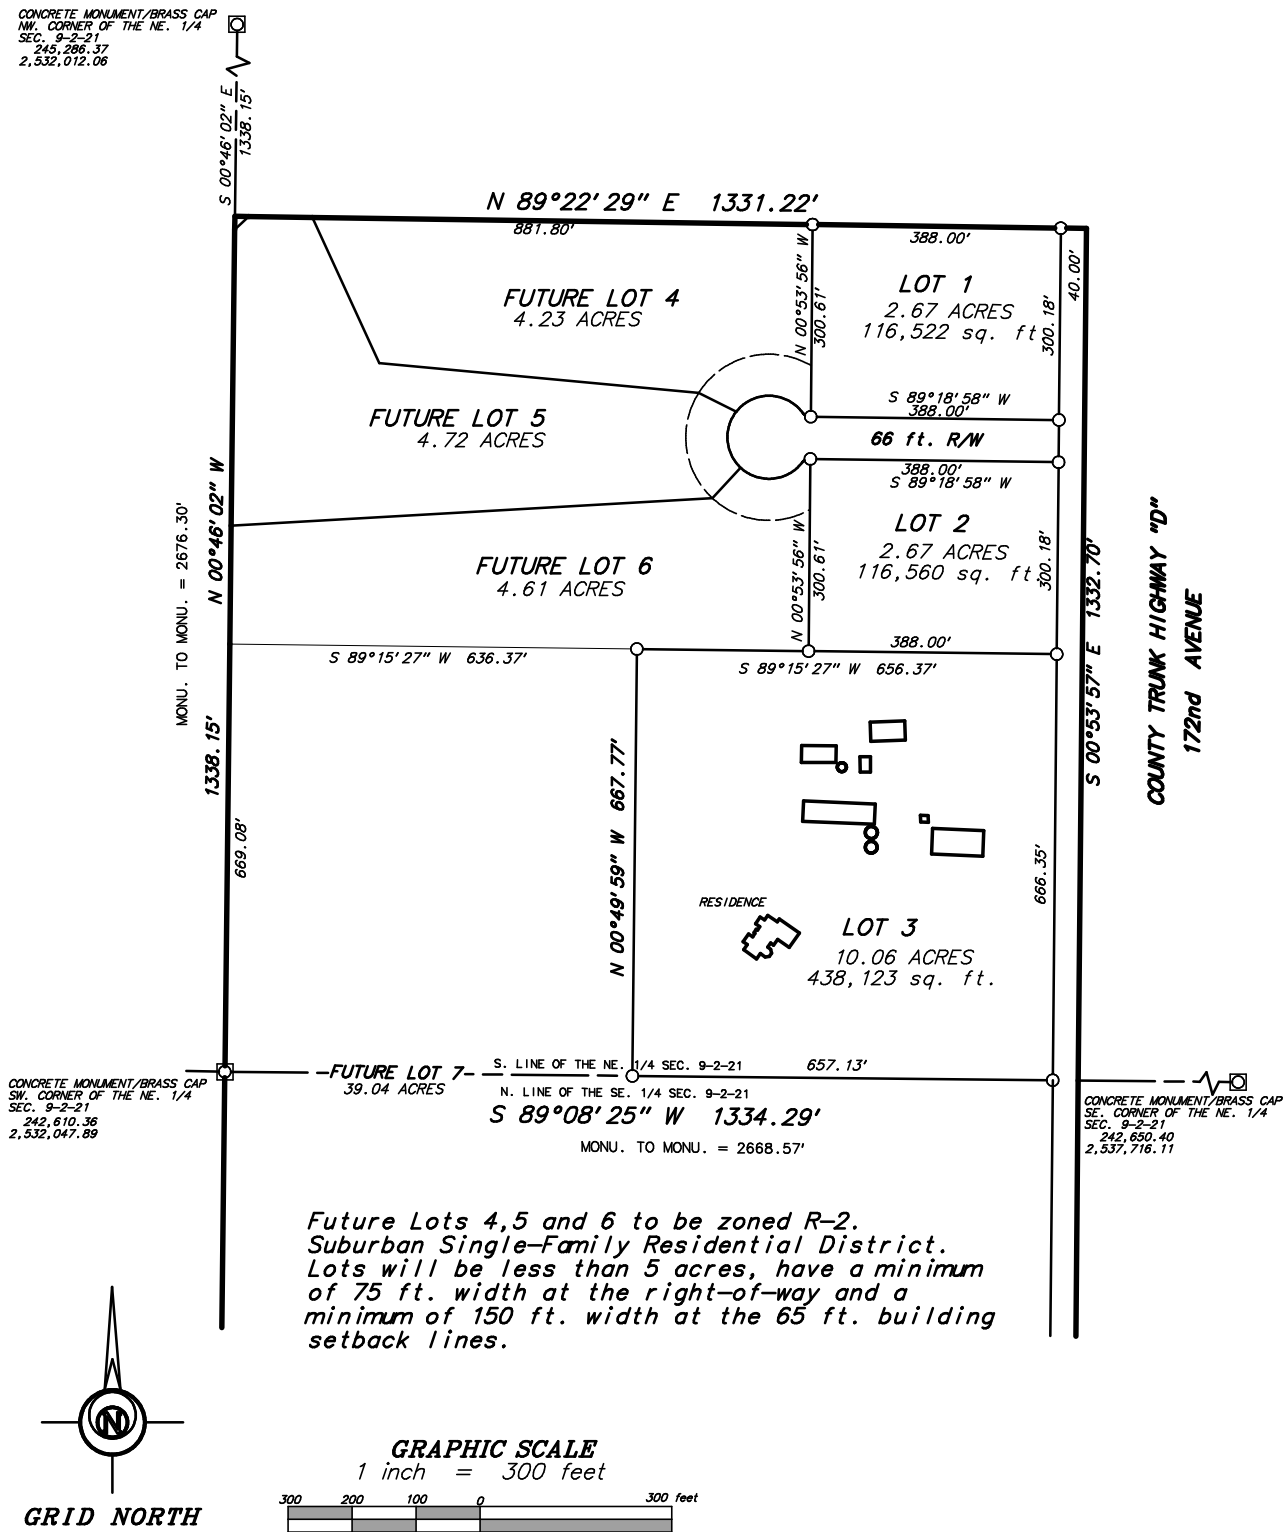 CONCRETE MONUMENT/BRASS CAP
NW. CORNER OF THE NE. 1/4
SEC. 9-2-21
245,286.37
2,532,012.06
S 00°46'02" E
1338.15'
N 89°22'29" E 1331.22'
881.80'
388.00'
FUTURE LOT 4
4.23 ACRES
N 00°53'56" W
300.61'
LOT 1
2.67 ACRES
116,522 sq. ft
300.18'
40.00'
S 89°18'58" W
388.00'
66 ft. R/W
388.00'
S 89°18'58" W
FUTURE LOT 5
4.72 ACRES
N 00°46'02" W
1338.15'
MONU. TO MONU. = 2676.30'
LOT 2
2.67 ACRES
116,560 sq. ft.
300.18'
N 00°53'56" W
300.61'
FUTURE LOT 6
4.61 ACRES
388.00'
S 89°15'27" W 636.37'
S 89°15'27" W 656.37'
S 00°53'57" E 1332.70'
COUNTY TRUNK HIGHWAY "D"
172nd AVENUE
669.08'
N 00°49'59" W 667.77'
666.35'
RESIDENCE
LOT 3
10.06 ACRES
438,123 sq. ft.
S. LINE OF THE NE. 1/4 SEC. 9-2-21
657.13'
FUTURE LOT 7
39.04 ACRES
N. LINE OF THE SE. 1/4 SEC. 9-2-21
S 89°08'25" W 1334.29'
MONU. TO MONU. = 2668.57'
CONCRETE MONUMENT/BRASS CAP
SW. CORNER OF THE NE. 1/4
SEC. 9-2-21
242,610.36
2,532,047.89
CONCRETE MONUMENT/BRASS CAP
SE. CORNER OF THE NE. 1/4
SEC. 9-2-21
242,650.40
2,537,716.11
Future Lots 4,5 and 6 to be zoned R-2.
Suburban Single-Family Residential District.
Lots will be less than 5 acres, have a minimum
of 75 ft. width at the right-of-way and a
minimum of 150 ft. width at the 65 ft. building
setback lines.
N
GRID NORTH
GRAPHIC SCALE
1 inch = 300 feet
300 200 100 0 300 feet